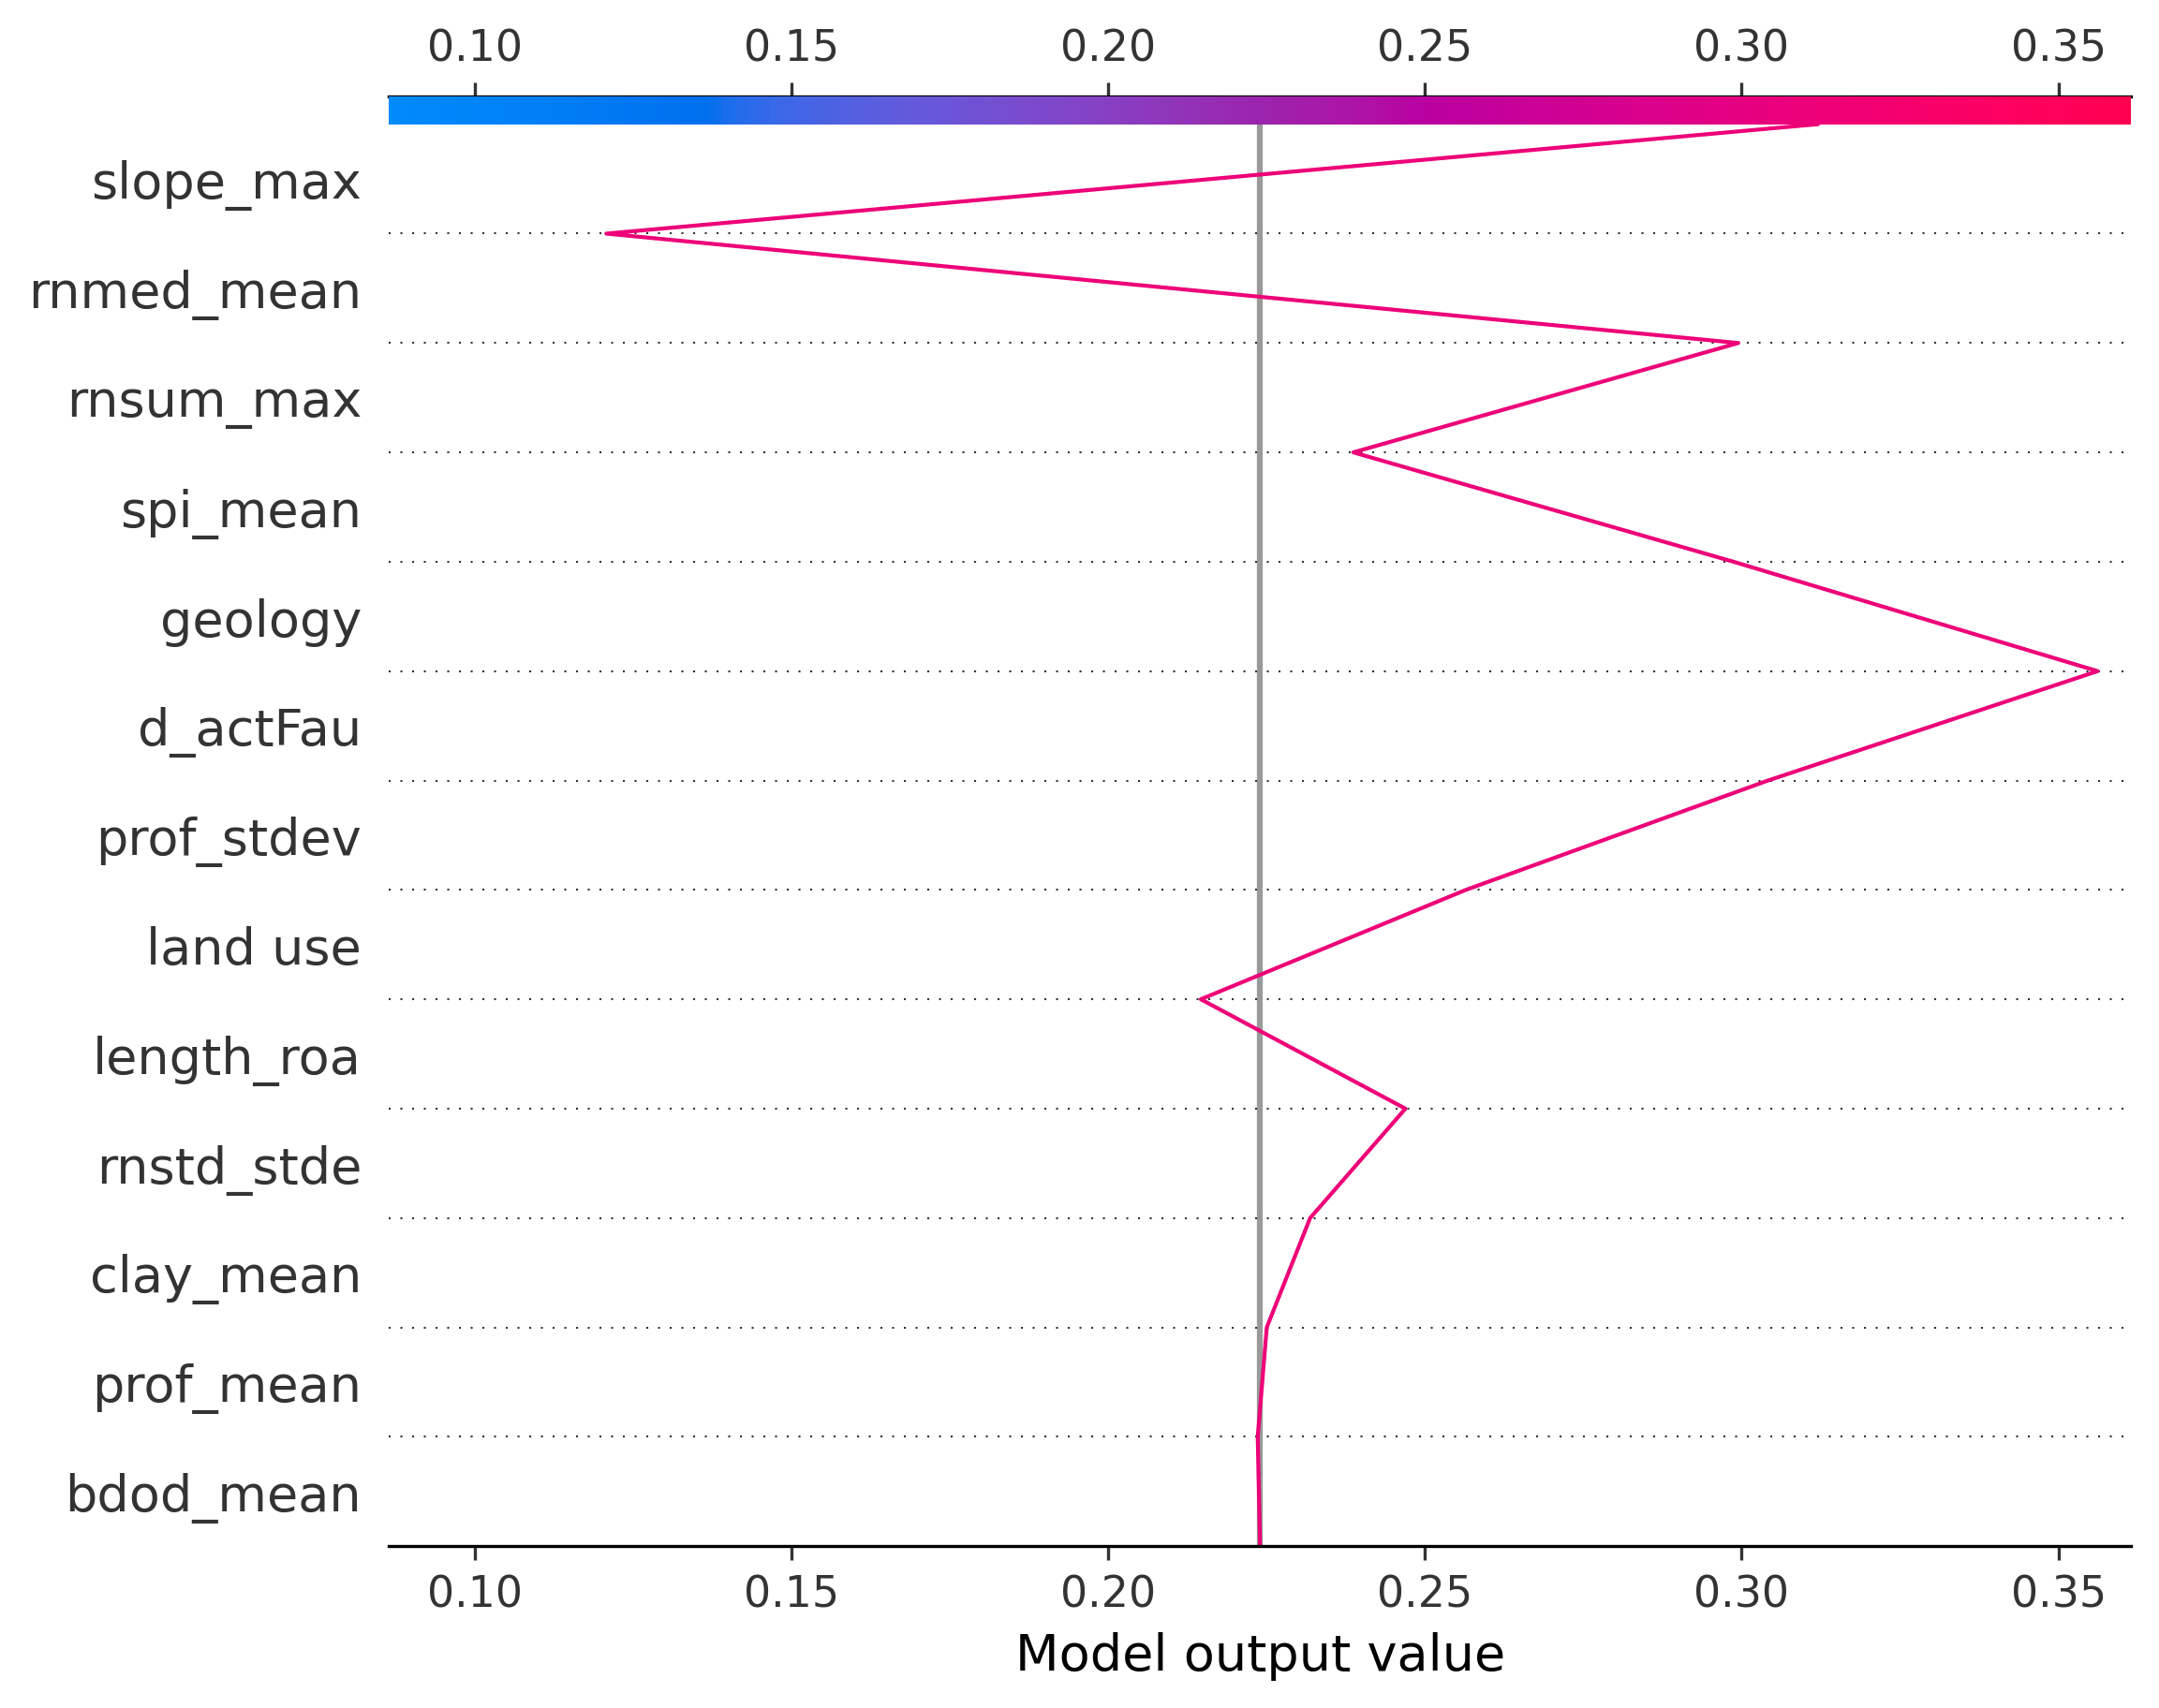 0.10 0.15 0.20 0.25 0.30 0.35
slope_max
rnmed_mean
rnsum_max
spi_mean
geology
d_actFau
prof_stdev
land use
length_roa
rnstd_stde
clay_mean
prof_mean
bdod_mean
0.10 0.15 0.20 0.25 0.30 0.35
Model output value